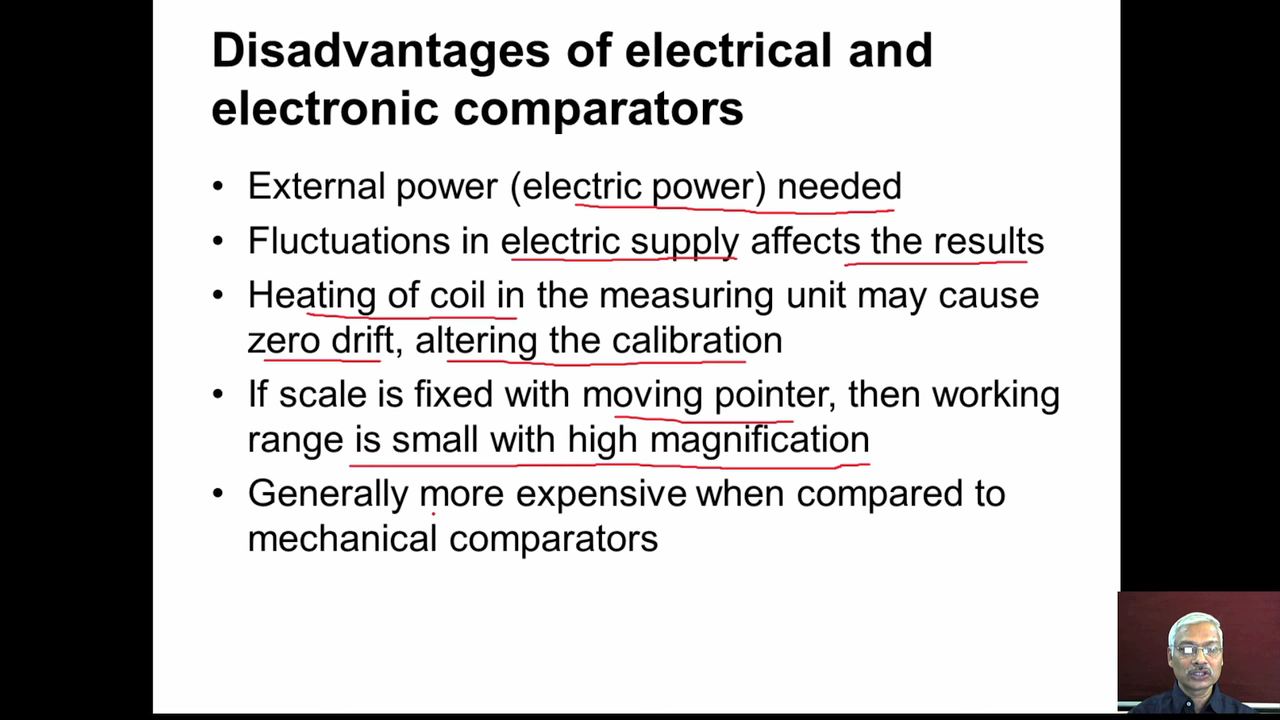 Disadvantages of electrical and
electronic comparators
• External power (electric power) needed
• Fluctuations in electric supply affects the results
• Heating of coil in the measuring unit may cause
zero drift, altering the calibration
• If scale is fixed with moving pointer, then working
range is small with high magnification
• Generally more expensive when compared to
mechanical comparators